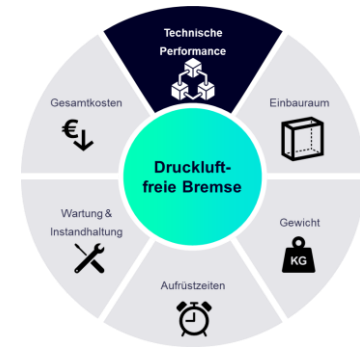 Technische
Performance
Einbauraum
Gewicht
KG
Aufrüstzeiten
Wartung &
Instandhaltung
Gesamtkosten
€
Druckluft-
freie Bremse